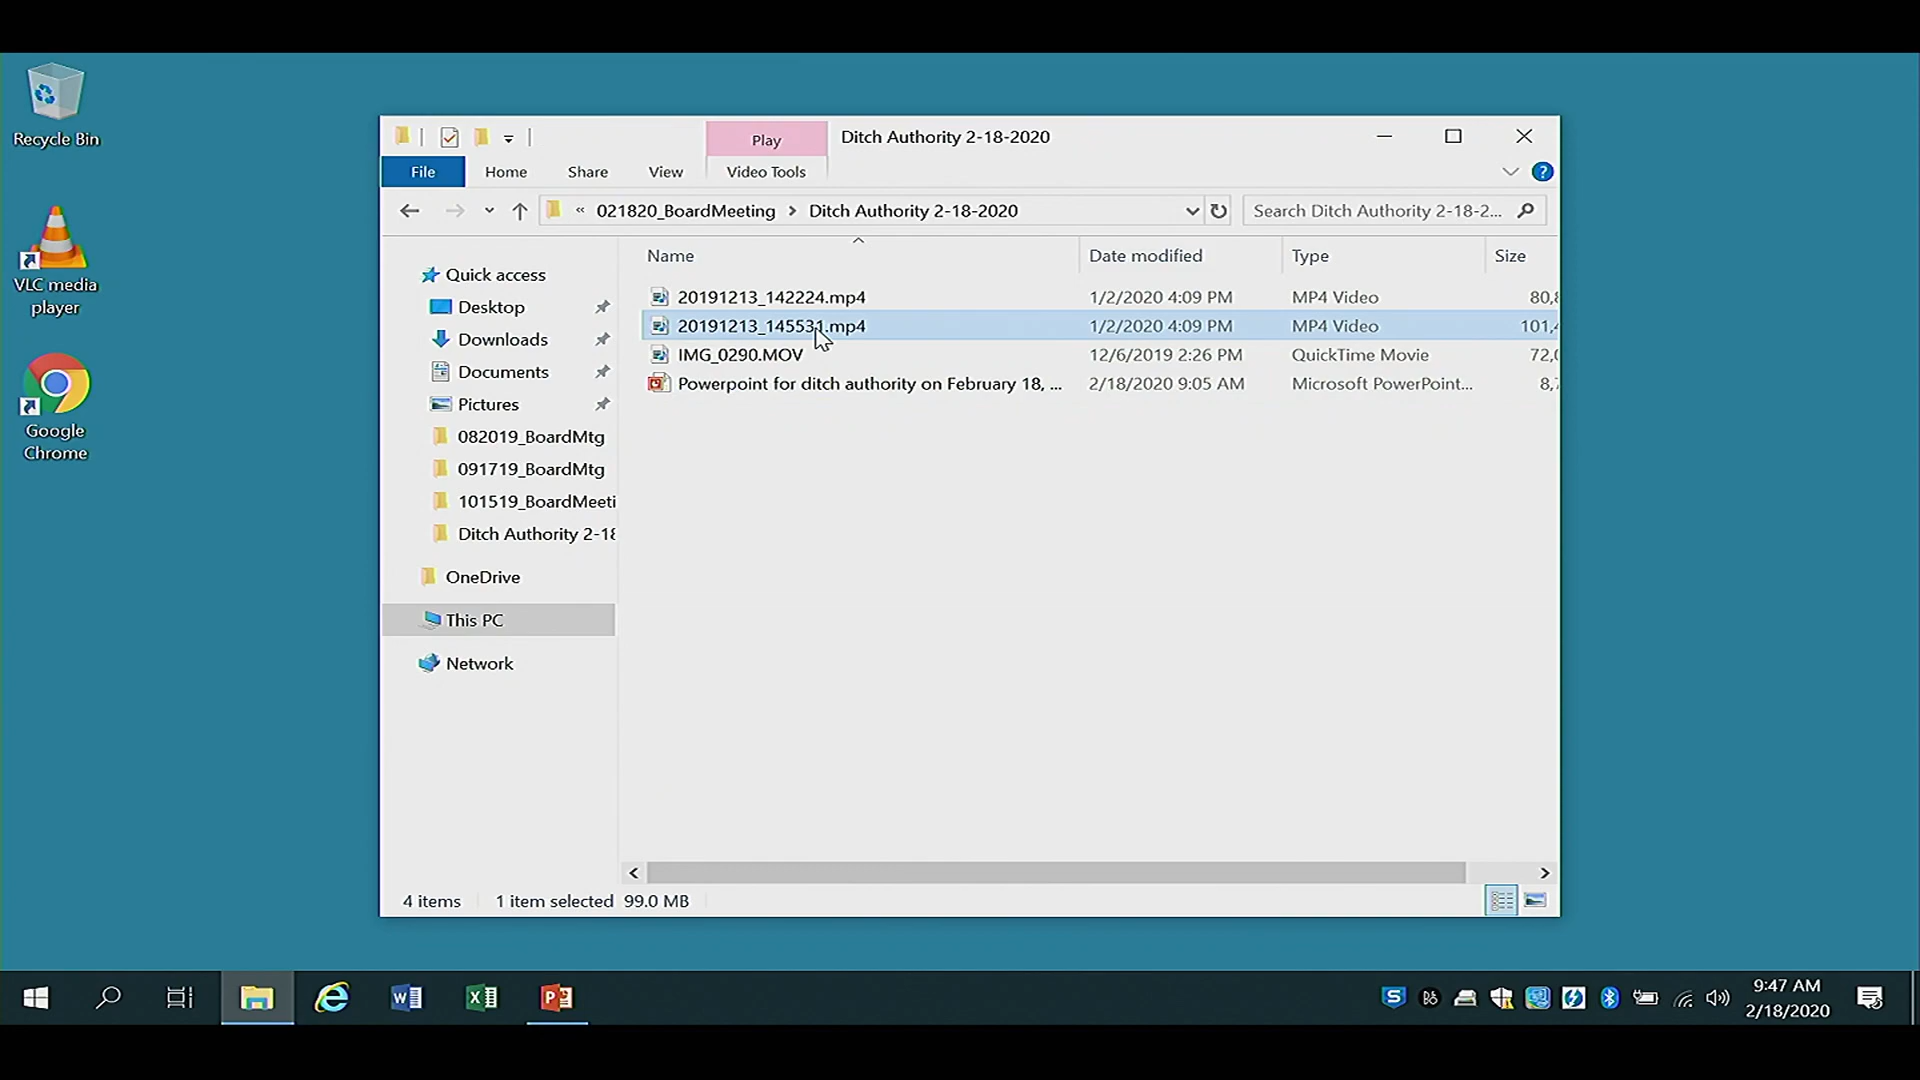 Recycle Bin
VLC media
player
Google
Chrome
Play
Ditch Authority 2-18-2020
File
Home
Share
View
Video Tools
?
« 021820_BoardMeeting > Ditch Authority 2-18-2020
Search Ditch Authority 2-18-2...
Quick access
Desktop
Downloads
Documents
Pictures
082019_BoardMtg
091719_BoardMtg
101519_BoardMeeti
Ditch Authority 2-18
OneDrive
This PC
Network
Name Date modified Type Size
20191213_142224.mp4 1/2/2020 4:09 PM MP4 Video 80,
20191213_145531.mp4 1/2/2020 4:09 PM MP4 Video 101,
IMG_0290.MOV 12/6/2019 2:26 PM QuickTime Movie 72,
Powerpoint for ditch authority on February 18, ... 2/18/2020 9:05 AM Microsoft PowerPoint... 8,
4 items 1 item selected 99.0 MB
9:47 AM
2/18/2020